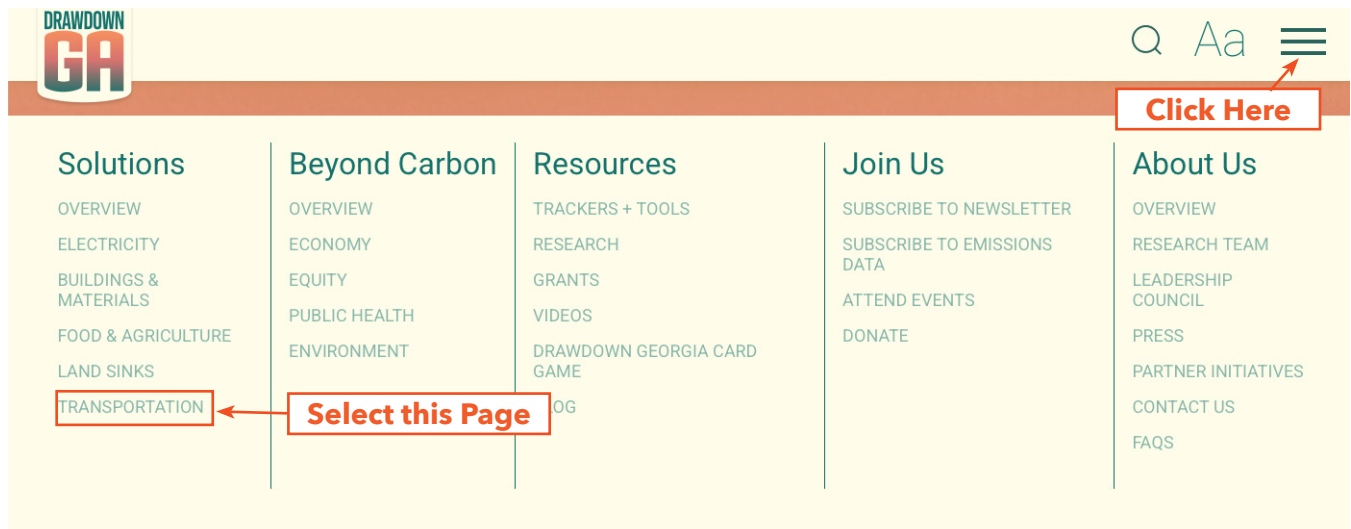 DRAWDOWN
GA
Aa
Click Here
Solutions
OVERVIEW
ELECTRICITY
BUILDINGS &
MATERIALS
FOOD & AGRICULTURE
LAND SINKS
TRANSPORTATION
Select this Page
Beyond Carbon
OVERVIEW
ECONOMY
EQUITY
PUBLIC HEALTH
ENVIRONMENT
Resources
TRACKERS + TOOLS
RESEARCH
GRANTS
VIDEOS
DRAWDOWN GEORGIA CARD
GAME
LOG
Join Us
SUBSCRIBE TO NEWSLETTER
SUBSCRIBE TO EMISSIONS
DATA
ATTEND EVENTS
DONATE
About Us
OVERVIEW
RESEARCH TEAM
LEADERSHIP
COUNCIL
PRESS
PARTNER INITIATIVES
CONTACT US
FAQS